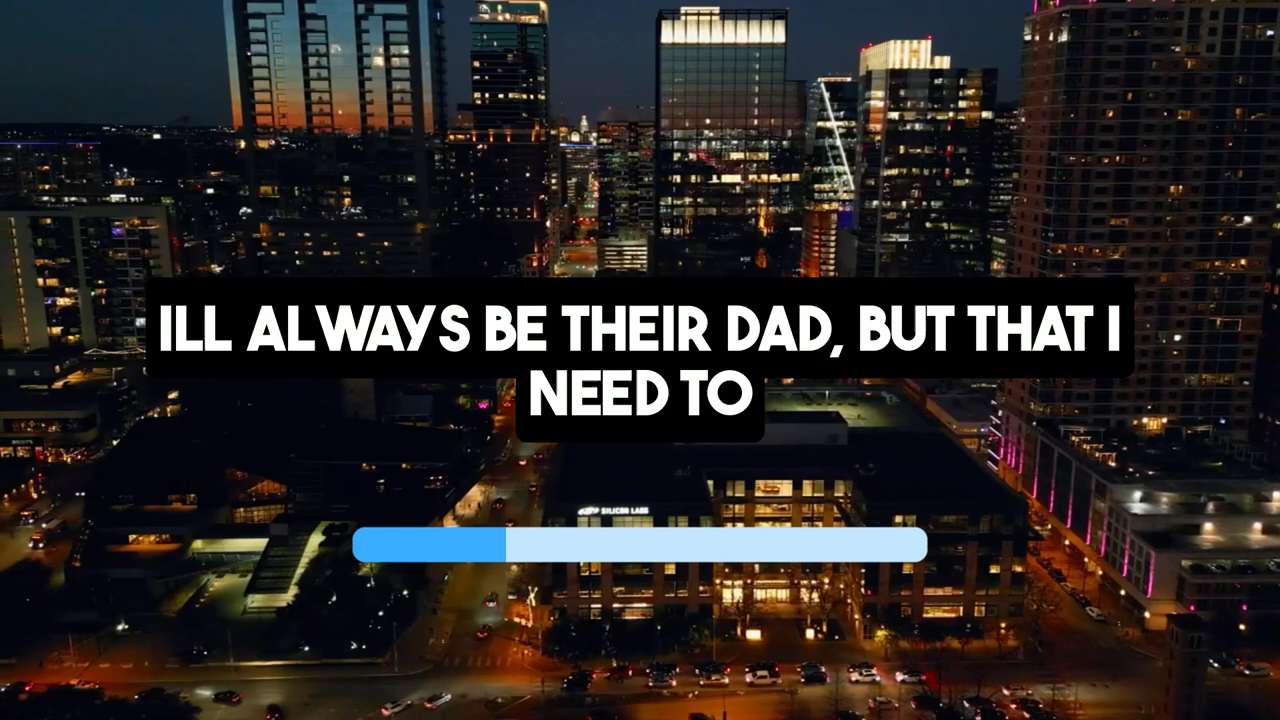 ILL ALWAYS BE THEIR DAD, BUT THAT I
NEED TO
SILICON LABS